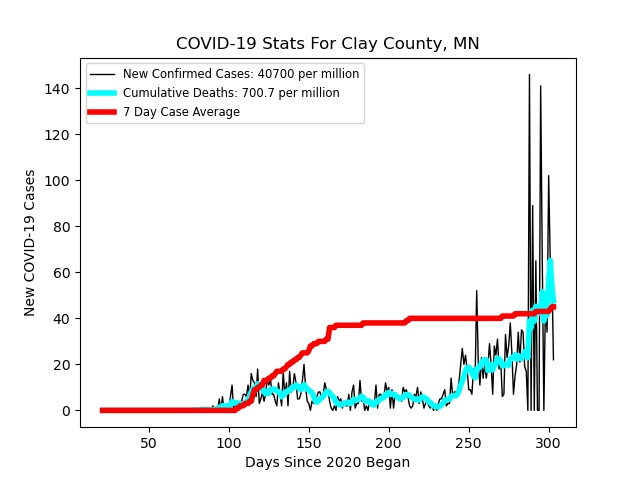 COVID-19 Stats For Clay County, MN
New Confirmed Cases: 40700 per million
Cumulative Deaths: 700.7 per million
7 Day Case Average
140
120
100
80
60
40
20
0
New COVID-19 Cases
50 100 150 200 250 300
Days Since 2020 Began